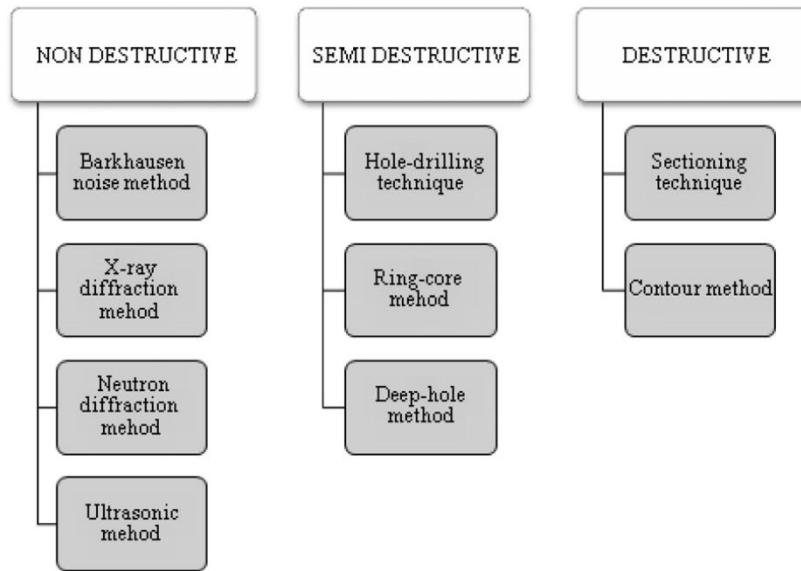 NON DESTRUCTIVE
Barkhausen
noise method
X-ray
diffraction
mehod
Neutron
diffraction
mehod
Ultrasonic
mehod
SEMI DESTRUCTIVE
Hole-drilling
technique
Ring-core
mehod
Deep-hole
method
DESTRUCTIVE
Sectioning
technique
Contour method